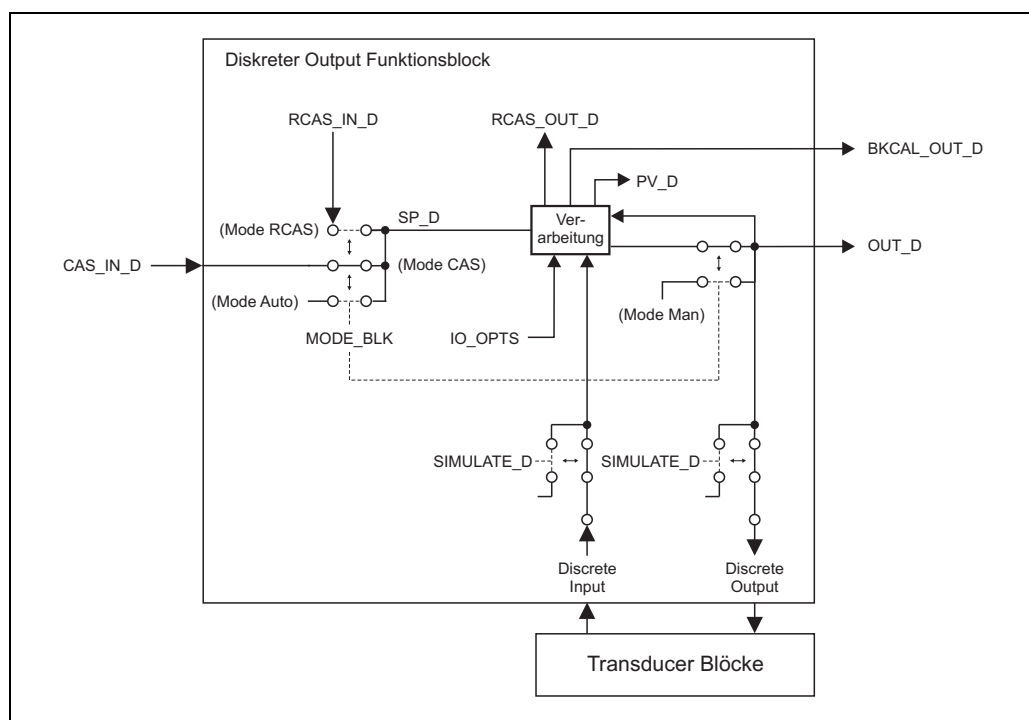 Diskreter Output Funktionsblock
RCAS_IN_D
RCAS_OUT_D
BKCAL_OUT_D
PV_D
SP_D
(Mode RCAS)
Ver-
arbeitung
CAS_IN_D
(Mode CAS)
OUT_D
(Mode Auto)
(Mode Man)
MODE_BLK
IO_OPTS
SIMULATE_D
SIMULATE_D
Discrete
Input
Discrete
Output
Transducer Blöcke